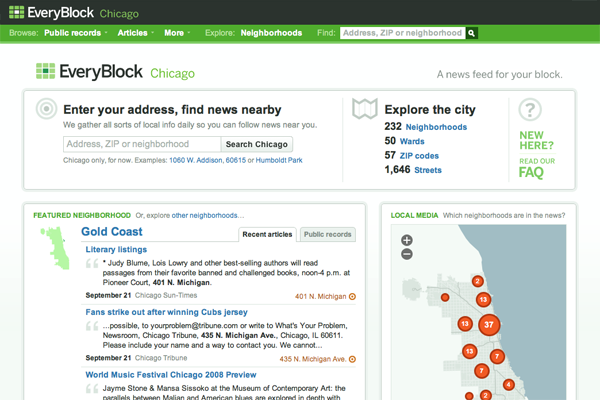 EveryBlock Chicago
Browse: Public records Articles More Explore: Neighborhoods Find: Address, ZIP or neighborhood
EveryBlock Chicago
A news feed for your block.
Enter your address, find news nearby
We gather all sorts of local info daily so you can follow news near you.
Address, ZIP or neighborhood Search Chicago
Chicago only, for now. Examples: 1060 W. Addison, 60615 or Humboldt Park
Explore the city
232 Neighborhoods
50 Wards
57 ZIP codes
1,646 Streets
?
NEW
HERE?
READ OUR
FAQ
FEATURED NEIGHBORHOOD Or, explore other neighborhoods...
Gold Coast
Recent articles Public records
Literary listings
* Judy Blume, Lois Lowry and other best-selling authors will read
passages from their favorite banned and challenged books, noon-4 p.m. at
Pioneer Court, 401 N. Michigan.
September 21 Chicago Sun-Times 401 N. Michigan
Fans strike out after winning Cubs jersey
...possible, to yourproblem@tribune.com or write to What's Your Problem,
Newsroom, Chicago Tribune, 435 N. Michigan Ave., Chicago, IL 60611.
Please include your name and a way to contact you. We cannot...
September 21 Chicago Tribune 435 N. Michigan Ave.
World Music Festival Chicago 2008 Preview
Jayme Stone & Mansa Sissoko at the Museum of Contemporary Art: the
parallels between Malian and American blues are explored in depth with
LOCAL MEDIA Which neighborhoods are in the news?
2
13
13
37
13
7
7
2
4